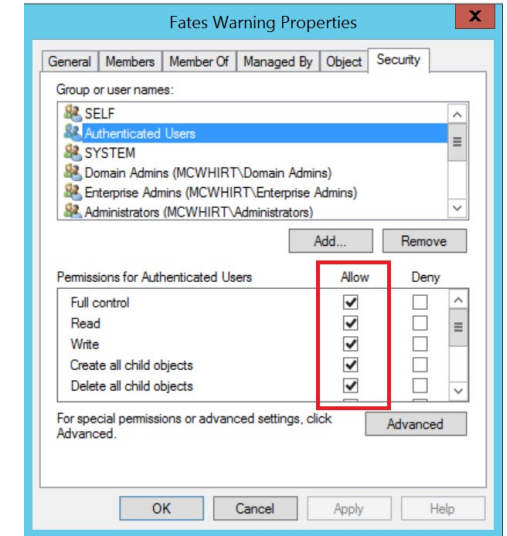 Fates Warning Properties
x
General Members Member Of Managed By Object Security
Group or user names:
SELF
Authenticated Users
SYSTEM
Domain Admins (MCWHIRT\Domain Admins)
Enterprise Admins (MCWHIRT\Enterprise Admins)
Administrators (MCWHIRT\Administrators)
Add... Remove
Permissions for Authenticated Users Allow Deny
Full control
Read
Write
Create all child objects
Delete all child objects
For special permissions or advanced settings, click
Advanced.
Advanced
OK Cancel Apply Help